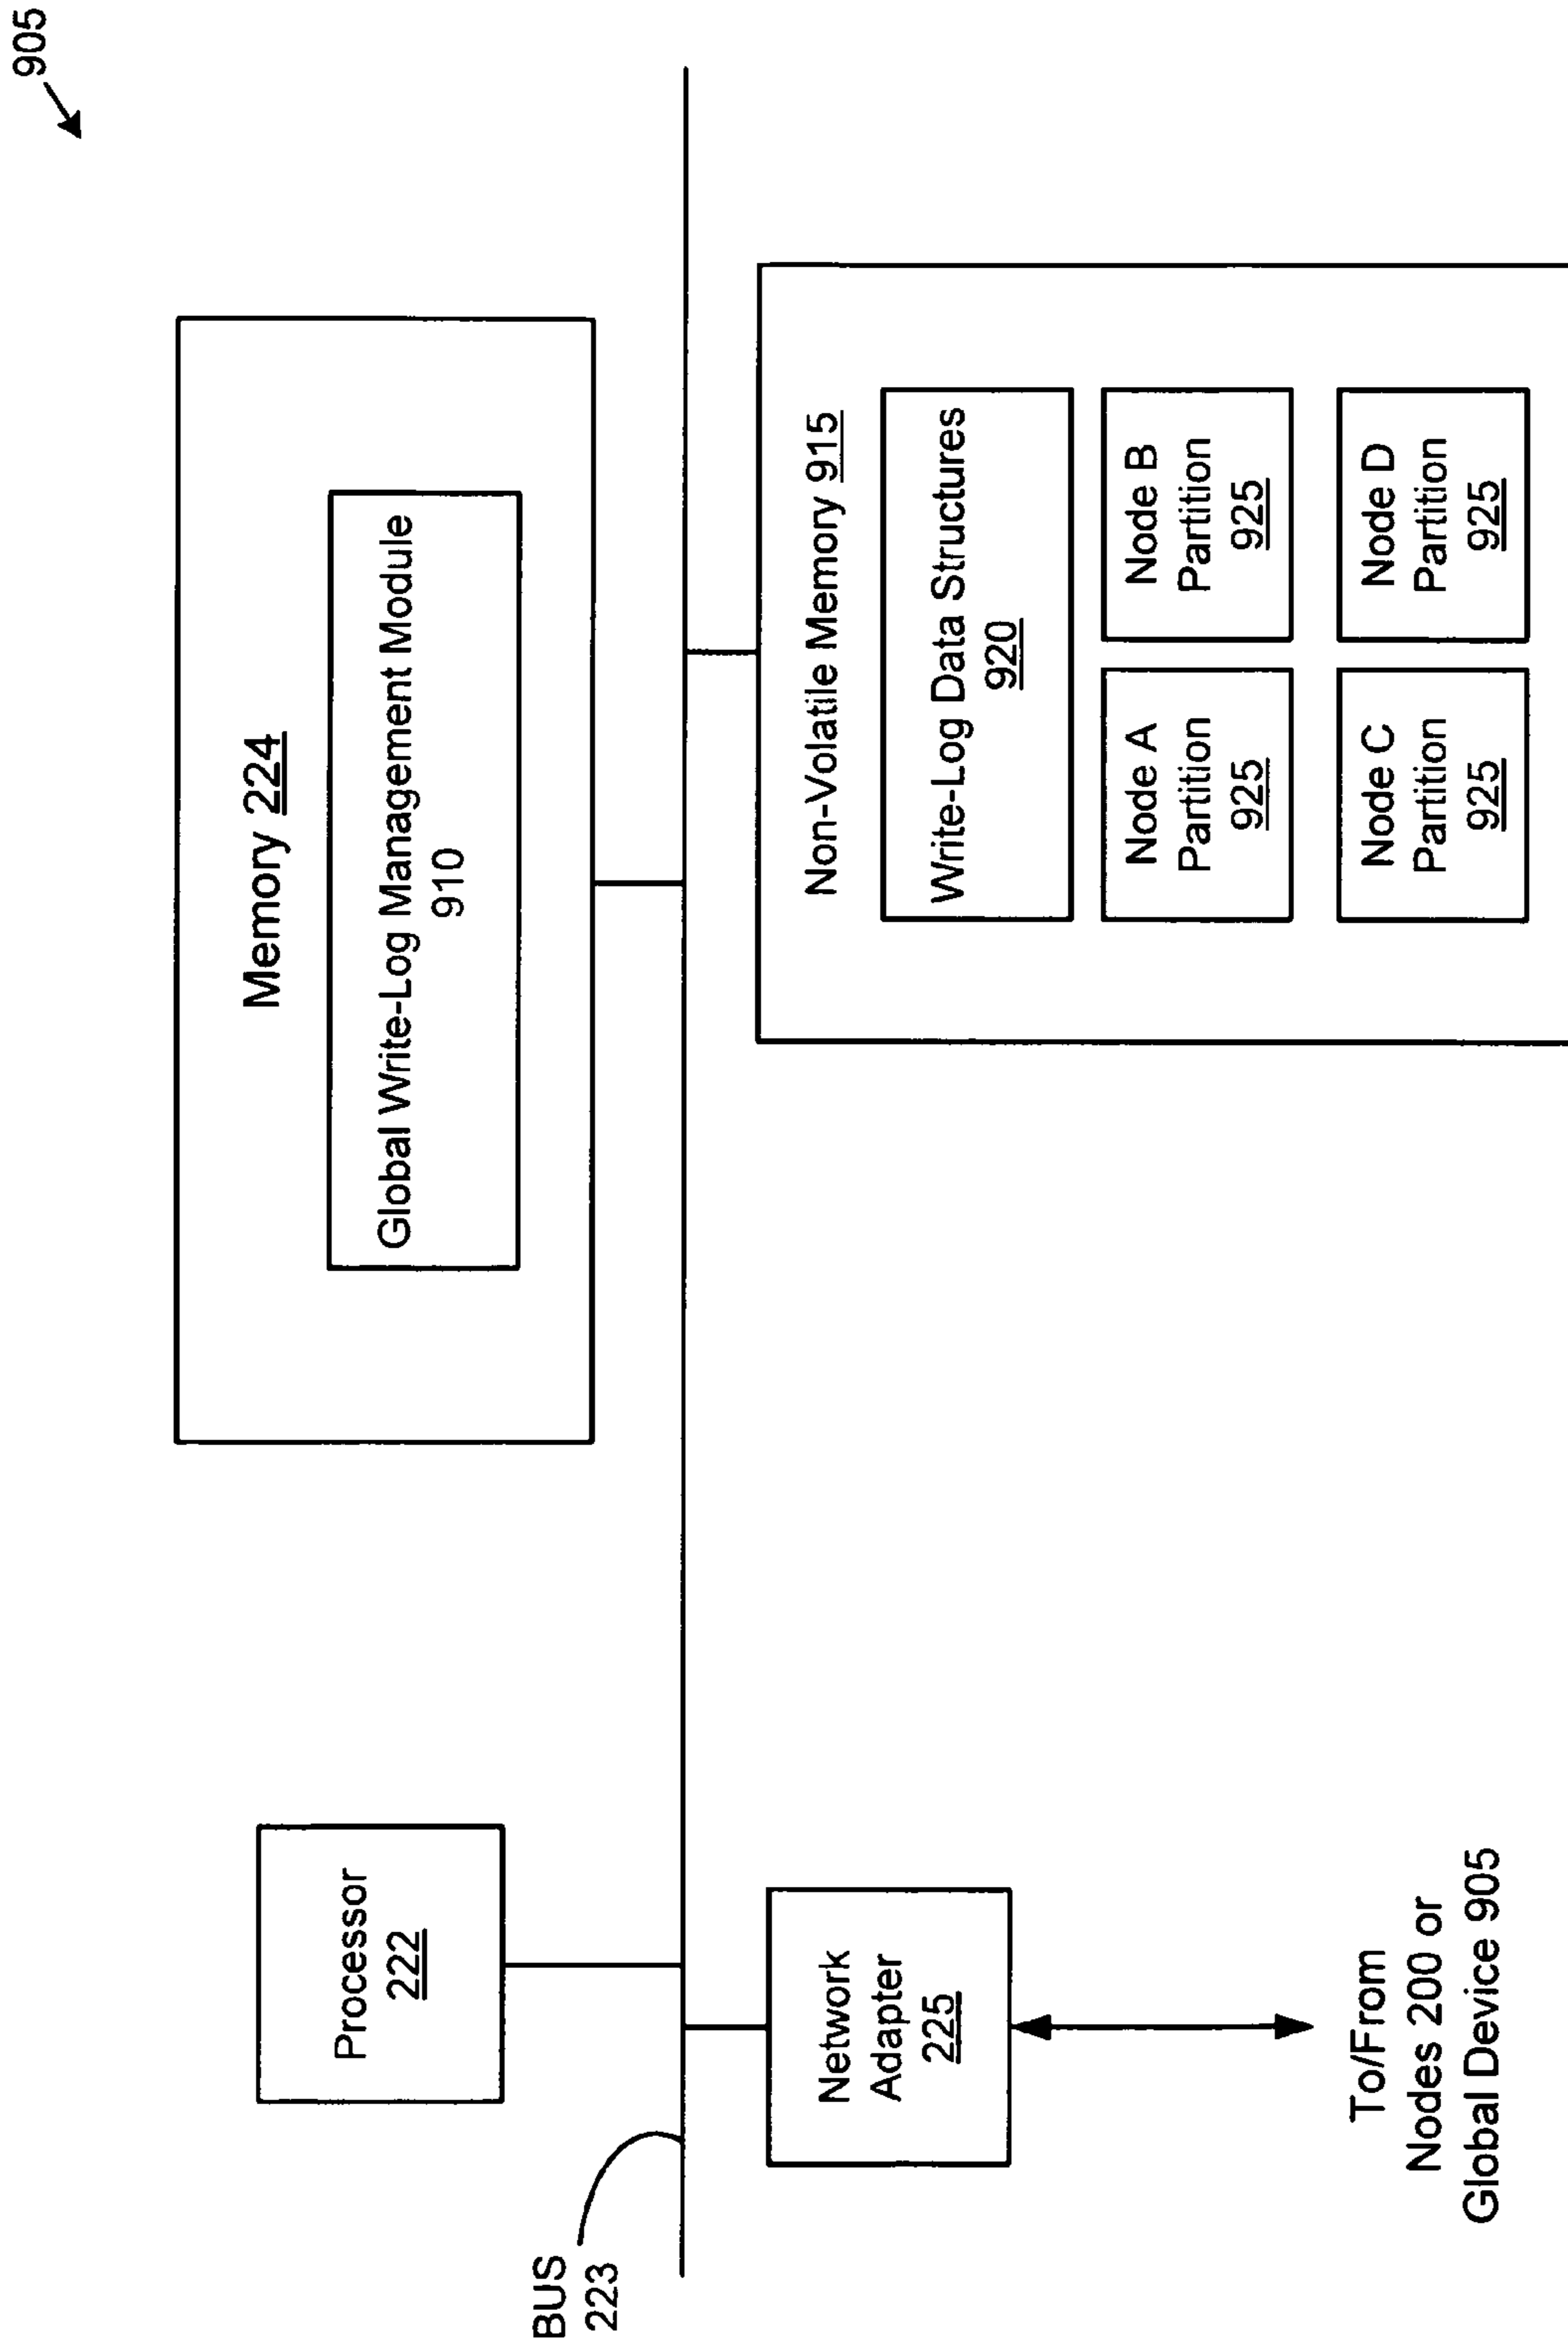 905
Memory 224
Global Write-Log Management Module
910
Processor
222
BUS
223
Network
Adapter
225
To/From
Nodes 200 or
Global Device 905
Non-Volatile Memory 915
Write-Log Data Structures
920
Node A
Partition
925
Node B
Partition
925
Node C
Partition
925
Node D
Partition
925